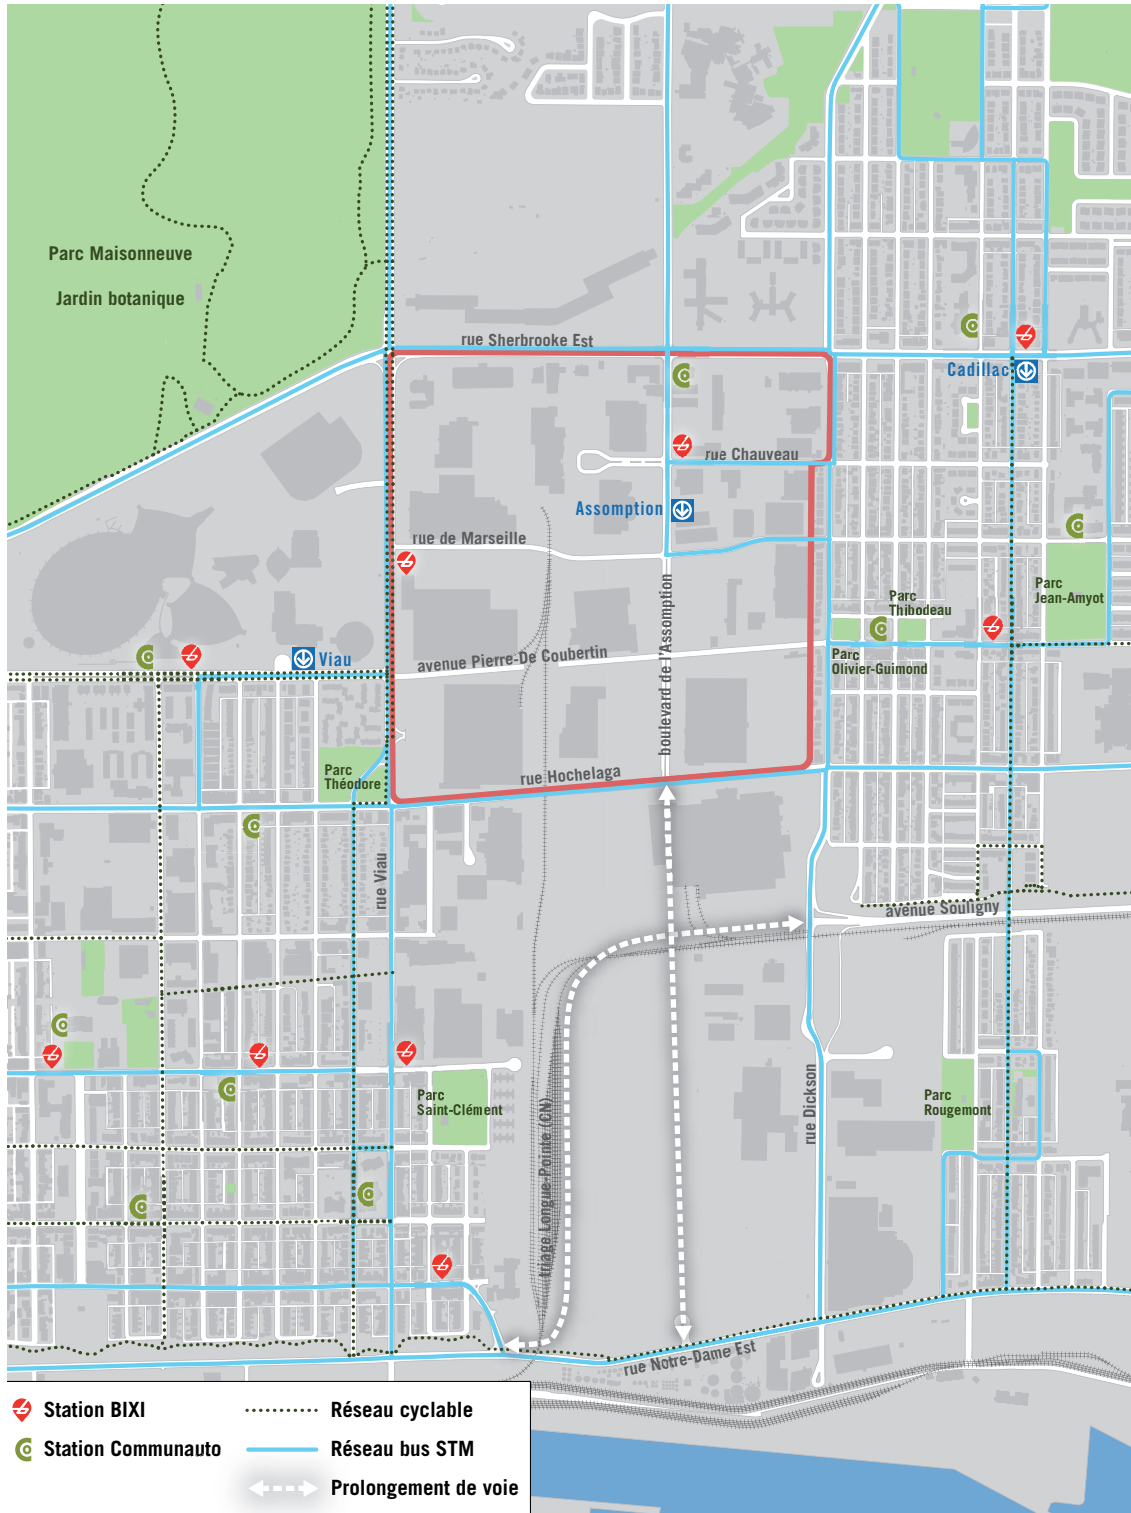 Parc Maisonneuve
Jardin botanique
rue Sherbrooke Est
Cadillac
rue Chauveau
Assomption
rue de Marseille
boulevard de l'Assomption
Parc
Jean-Amyot
Parc
Thibodeau
Viau
avenue Pierre-De Coubertin
Parc
Olivier-Guimond
Parc
Théodore
rue Hochelaga
rue Viau
avenue Souligny
Parc
Saint-Clément
triage Longue-Pointe (CN)
rue Dickson
Parc
Rougemont
rue Notre-Dame Est
Station BIXI
Réseau cyclable
Station Communauto
Réseau bus STM
Prolongement de voie